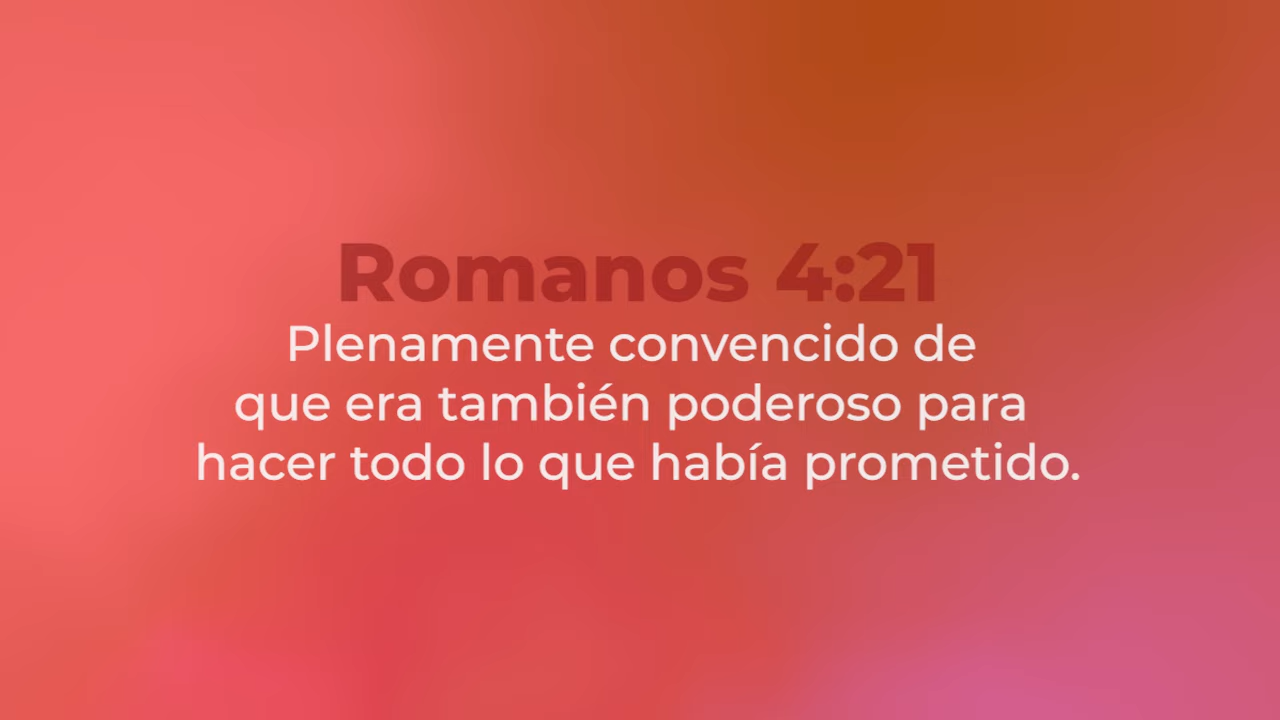 Romanos 4:21
Plenamente convencido de
que era también poderoso para
hacer todo lo que había prometido.